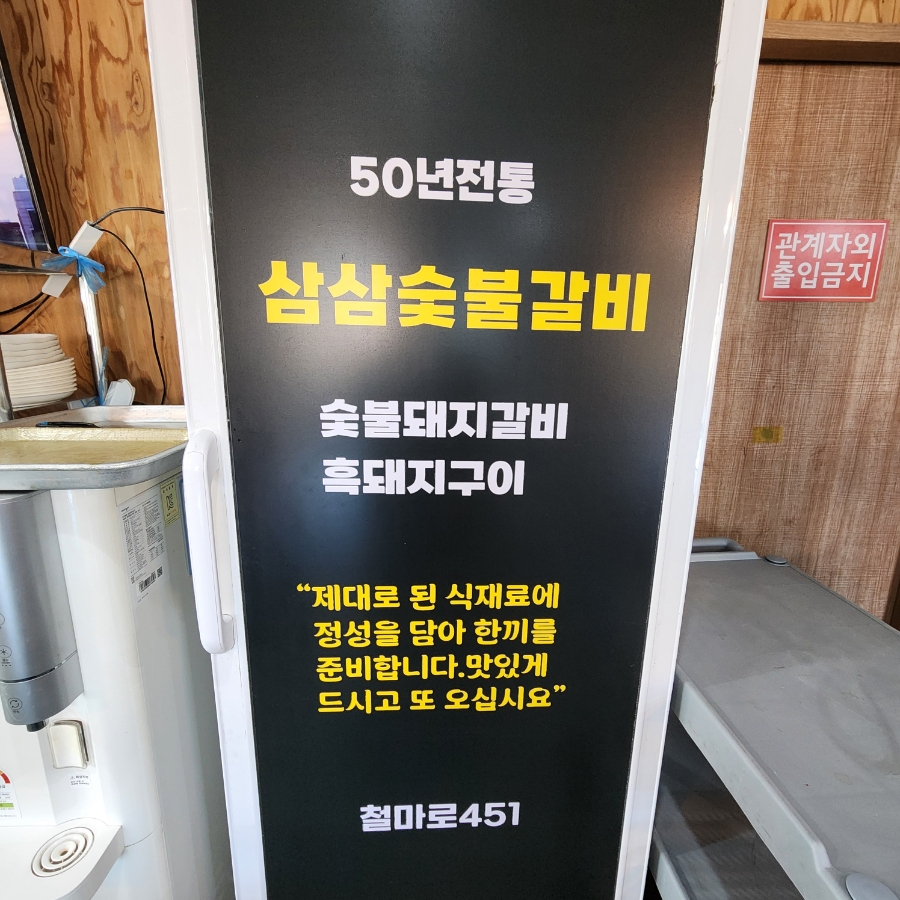 50년전통
삼삼숯불갈비
숯불돼지갈비
흑돼지구이
“제대로 된 식재료에
정성을 담아 한끼를
준비합니다.맛있게
드시고 또 오십시요”
철마로451
관계자외
출입금지